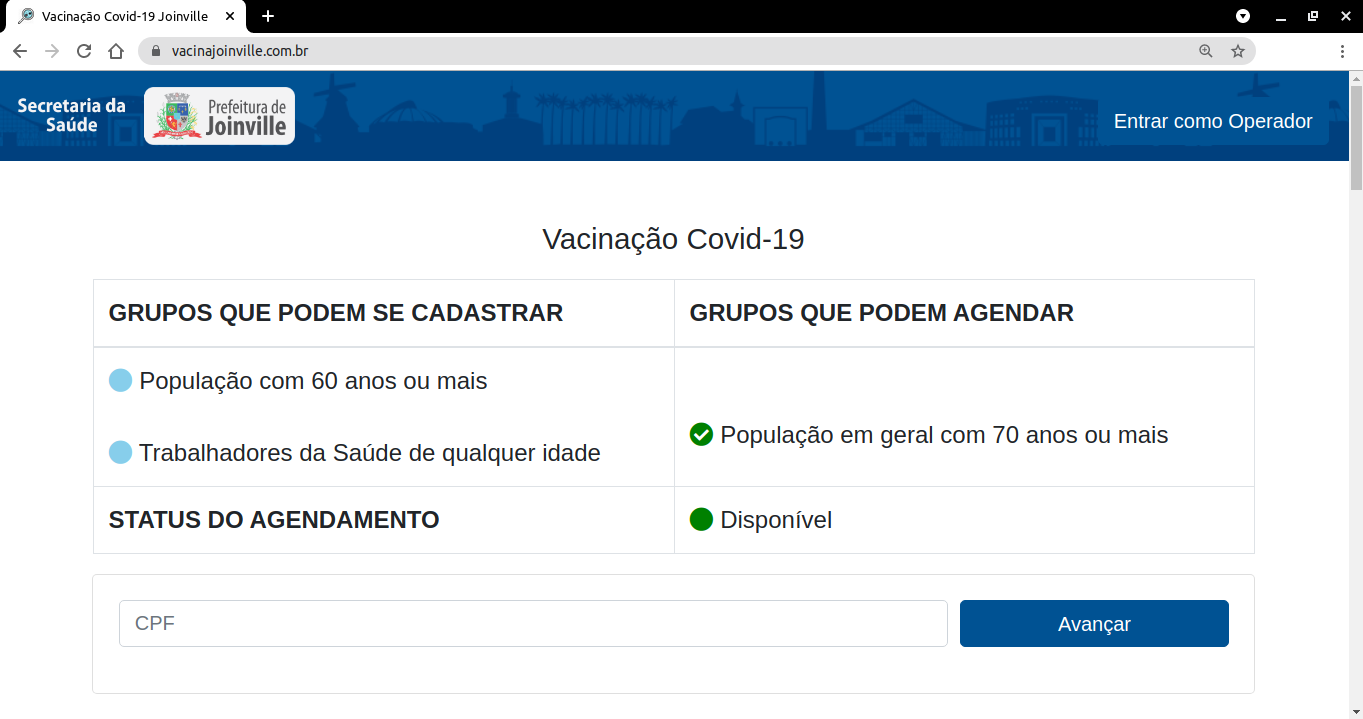 Vacinação Covid-19 Joinville
vacinajoinville.com.br
Secretaria da
Saúde
Prefeitura de
Joinville
Entrar como Operador
Vacinação Covid-19
GRUPOS QUE PODEM SE CADASTRAR
GRUPOS QUE PODEM AGENDAR
População com 60 anos ou mais
Trabalhadores da Saúde de qualquer idade
População em geral com 70 anos ou mais
STATUS DO AGENDAMENTO
Disponível
CPF
Avançar